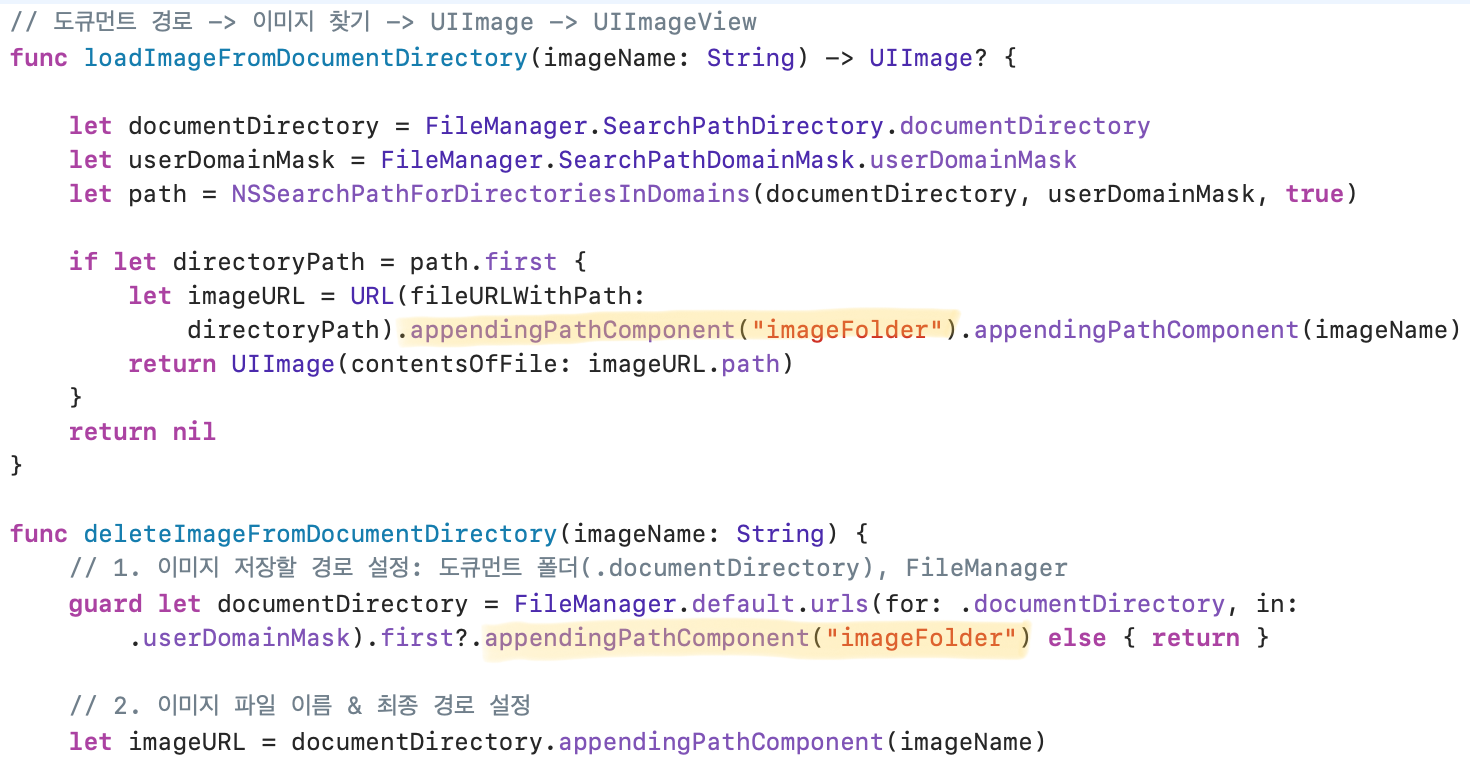 // 도큐먼트 경로 -> 이미지 찾기 -> UIImage -> UIImageView
func loadImageFromDocumentDirectory(imageName: String) -> UIImage? {
let documentDirectory = FileManager.SearchPathDirectory.documentDirectory
let userDomainMask = FileManager.SearchPathDomainMask.userDomainMask
let path = NSSearchPathForDirectoriesInDomains(documentDirectory, userDomainMask, true)
if let directoryPath = path.first {
let imageURL = URL(fileURLWithPath:
directoryPath).appendingPathComponent("imageFolder").appendingPathComponent(imageName)
return UIImage(contentsOfFile: imageURL.path)
}
return nil
}
func deleteImageFromDocumentDirectory(imageName: String) {
// 1. 이미지 저장할 경로 설정: 도큐먼트 폴더(.documentDirectory), FileManager
guard let documentDirectory = FileManager.default.urls(for: .documentDirectory, in:
.userDomainMask).first?.appendingPathComponent("imageFolder") else { return }
// 2. 이미지 파일 이름 & 최종 경로 설정
let imageURL = documentDirectory.appendingPathComponent(imageName)